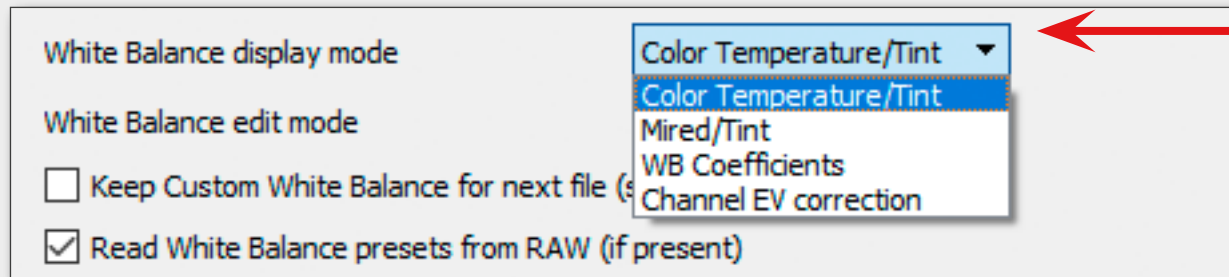 White Balance display mode Color Temperature/Tint
Color Temperature/Tint
White Balance edit mode Mired/Tint
WB Coefficients
Keep Custom White Balance for next file (
Channel EV correction
Read White Balance presets from RAW (if present)